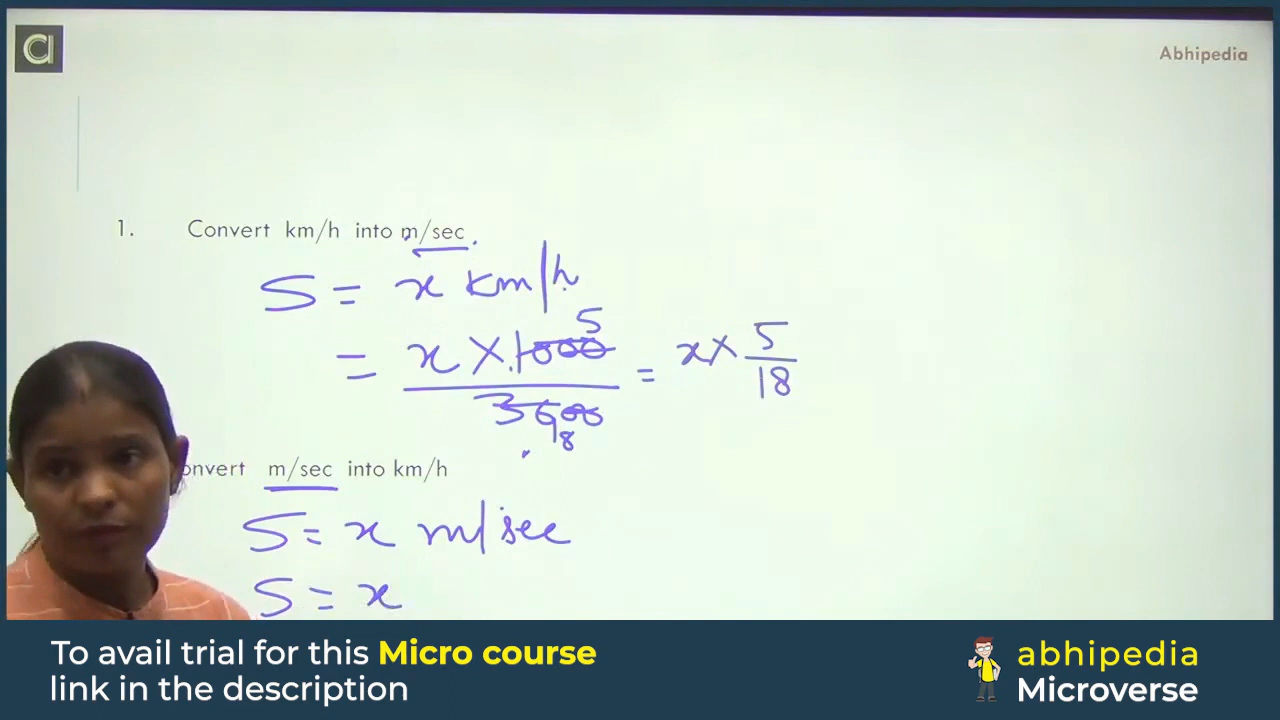 CA
Abhipedia
1. Convert km/h into m/sec
S = x km/h
= x × 1000 5 / 3600 18 = x × 5/18
onvert m/sec into km/h
S = x m/sec
S = x
To avail trial for this Micro course
link in the description
abhipedia
Microverse